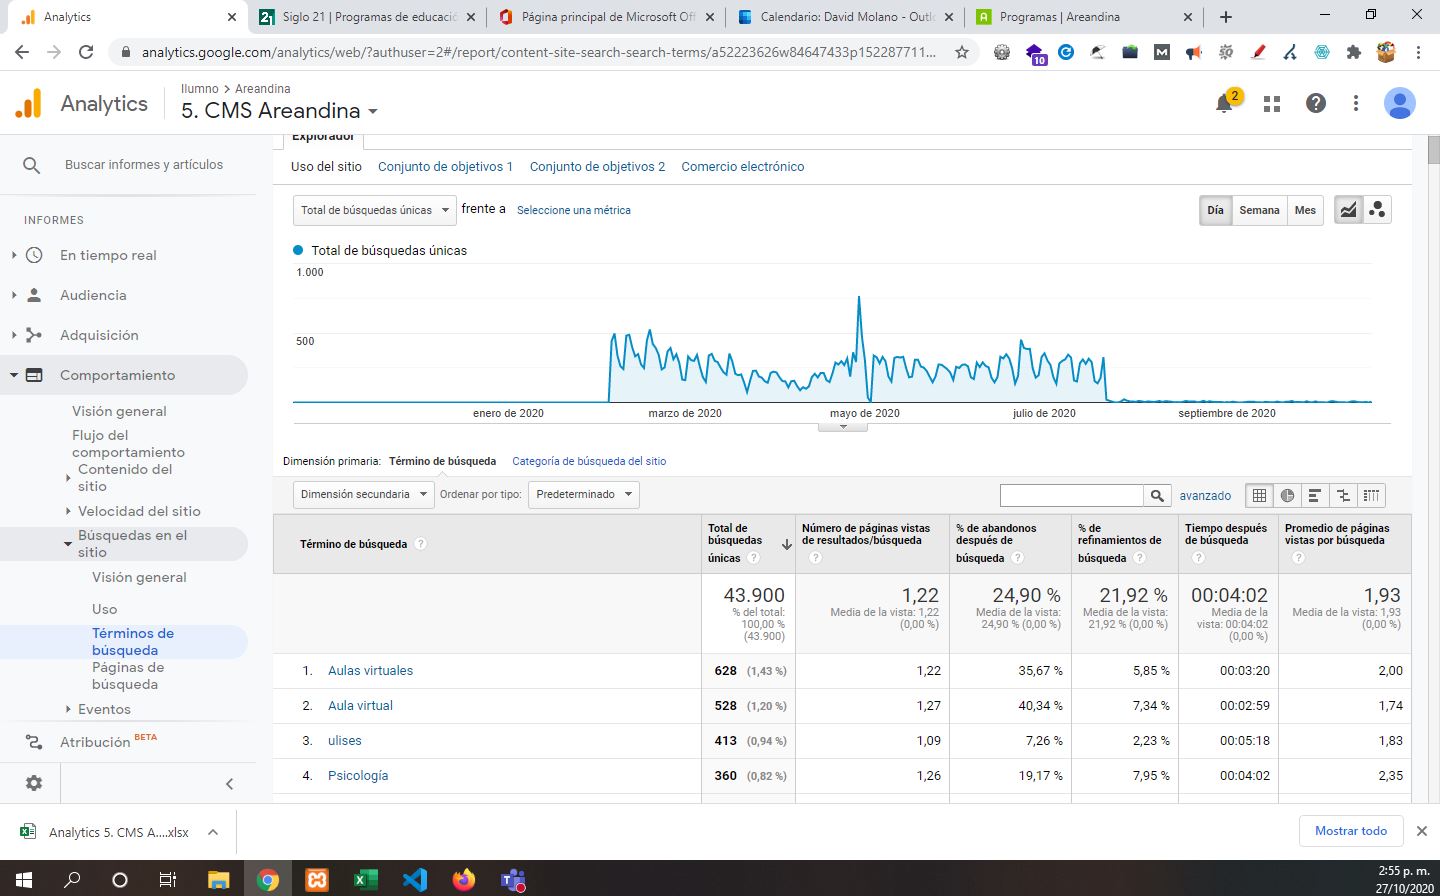 Analytics
Siglo 21 | Programas de educació
Página principal de Microsoft Off
Calendario: David Molano - Outlo
Programas | Areandina
analytics.google.com/analytics/web/?authuser=2#/report/content-site-search-search-terms/a52223626w84647433p152287711...
10
Analytics
Ilumno > Areandina
5. CMS Areandina
2
Buscar informes y artículos
INFORMES
En tiempo real
Audiencia
Adquisición
Comportamiento
Visión general
Flujo del
comportamiento
Contenido del
sitio
Velocidad del sitio
Búsquedas en el
sitio
Visión general
Uso
Términos de
búsqueda
Páginas de
búsqueda
Eventos
Atribución BETA
Explorador
Uso del sitio Conjunto de objetivos 1 Conjunto de objetivos 2 Comercio electrónico
Total de búsquedas únicas frente a Seleccione una métrica
Día Semana Mes
Total de búsquedas únicas
1.000
500
enero de 2020 marzo de 2020 mayo de 2020 julio de 2020 septiembre de 2020
Dimensión primaria: Término de búsqueda Categoría de búsqueda del sitio
Dimensión secundaria Ordenar por tipo: Predeterminado
avanzado
Término de búsqueda ?
Total de
búsquedas
únicas ?
Número de páginas vistas
de resultados/búsqueda
?
% de abandonos
después de
búsqueda ?
% de
refinamientos de
búsqueda ?
Tiempo después
de búsqueda
?
Promedio de páginas
vistas por búsqueda
?
43.900
% del total:
100,00 %
(43.900)
1,22
Media de la vista: 1,22
(0,00 %)
24,90 %
Media de la vista:
24,90 % (0,00 %)
21,92 %
Media de la vista:
21,92 % (0,00 %)
00:04:02
Media de la
vista: 00:04:02
(0,00 %)
1,93
Media de la vista: 1,93
(0,00 %)
1. Aulas virtuales 628 (1,43 %) 1,22 35,67 % 5,85 % 00:03:20 2,00
2. Aula virtual 528 (1,20 %) 1,27 40,34 % 7,34 % 00:02:59 1,74
3. ulises 413 (0,94 %) 1,09 7,26 % 2,23 % 00:05:18 1,83
4. Psicología 360 (0,82 %) 1,26 19,17 % 7,95 % 00:04:02 2,35
Analytics 5. CMS A....xlsx
Mostrar todo
2:55 p. m.
27/10/2020